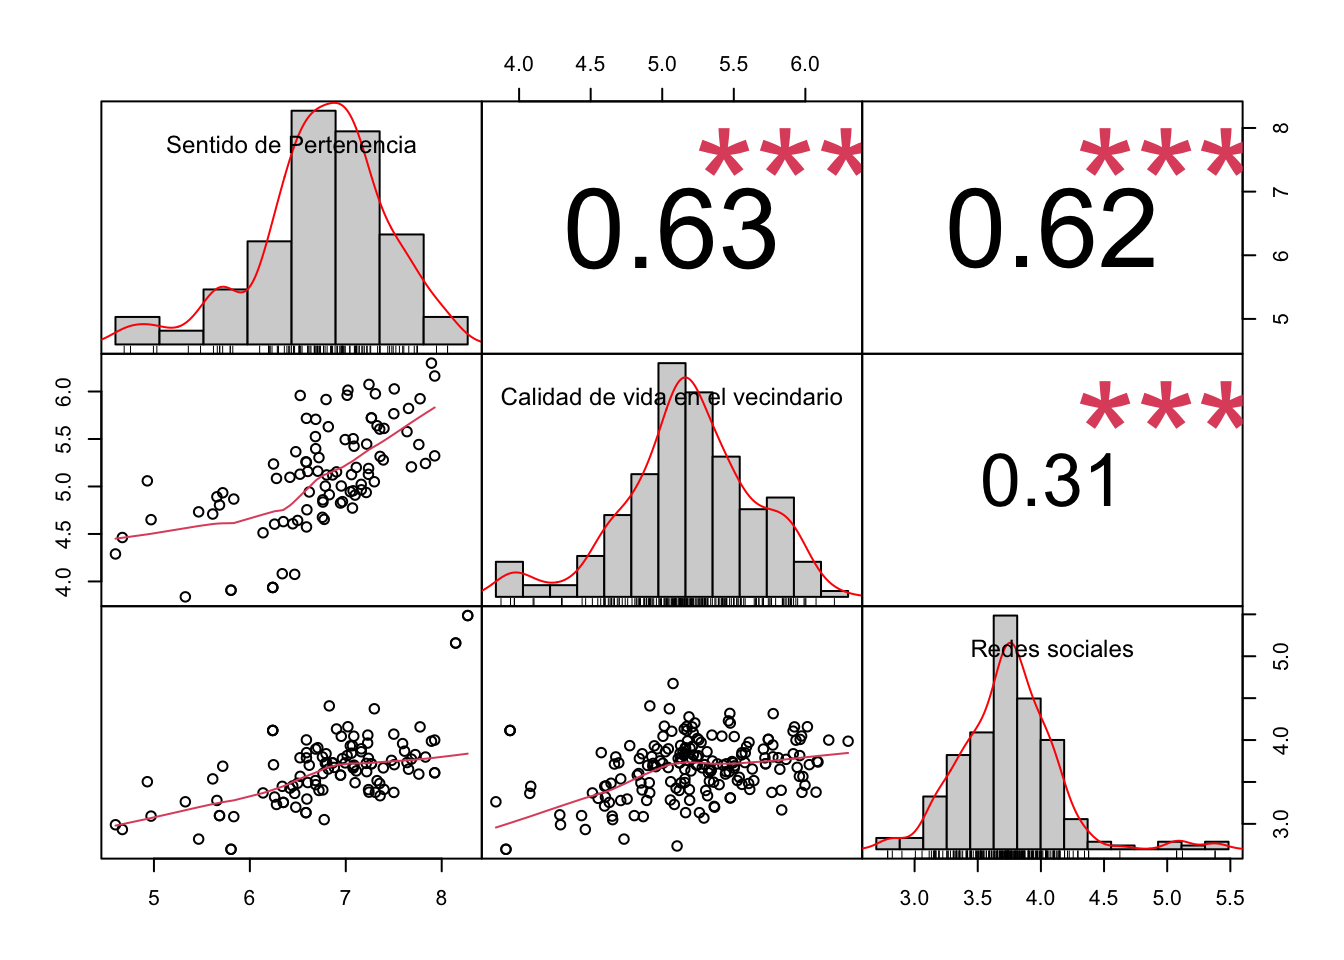 4.0 4.5 5.0 5.5 6.0
Sentido de Pertenencia
***
0.63
***
0.62
5 6 7 8
4.0 4.5 5.0 5.5 6.0
Calidad de vida en el vecindario
***
0.31
Redes sociales
3.0 4.0 5.0
5 6 7 8
3.0 3.5 4.0 4.5 5.0 5.5